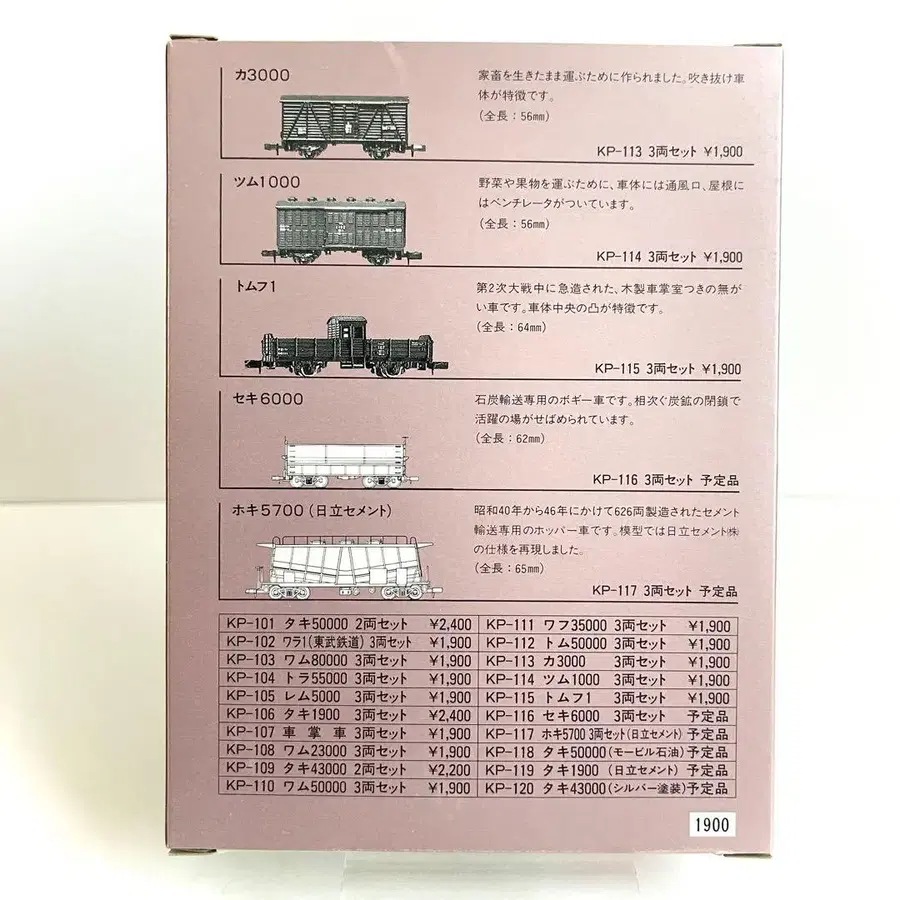 カ3000
家畜を生きたまま運ぶために作られました。吹き抜け車
体が特徴です。
(全長：56mm)
KP-113 3両セット ¥1,900
ツム1000
野菜や果物を運ぶために、車体には通風口、屋根に
はベンチレータがついています。
(全長：56mm)
KP-114 3両セット ¥1,900
トムフ1
第2次大戦中に急造された、木製車掌室つきの無が
い車です。車体中央の凸が特徴です。
(全長：64mm)
KP-115 3両セット ¥1,900
セキ6000
石炭輸送専用のボギー車です。相次ぐ炭鉱の閉鎖で
活躍の場がせばめられています。
(全長：62mm)
KP-116 3両セット 予定品
ホキ5700(日立セメント)
昭和40年から46年にかけて626両製造されたセメント
輸送専用のホッパー車です。模型では日立セメント㈱
の仕様を再現しました。
(全長：65mm)
KP-117 3両セット 予定品
KP-101 タキ50000 2両セット ¥2,400
KP-102 ワラ1(東武鉄道) 3両セット ¥1,900
KP-103 ワム80000 3両セット ¥1,900
KP-104 トラ55000 3両セット ¥1,900
KP-105 レム5000 3両セット ¥1,900
KP-106 タキ1900 3両セット ¥2,400
KP-107 車掌車 3両セット ¥1,900
KP-108 ワム23000 3両セット ¥1,900
KP-109 タキ43000 2両セット ¥2,200
KP-110 ワム50000 3両セット ¥1,900
KP-111 ワフ35000 3両セット ¥1,900
KP-112 トム50000 3両セット ¥1,900
KP-113 カ3000 3両セット ¥1,900
KP-114 ツム1000 3両セット ¥1,900
KP-115 トムフ1 3両セット ¥1,900
KP-116 セキ6000 3両セット 予定品
KP-117 ホキ5700 3両セット(日立セメント) 予定品
KP-118 タキ50000(モービル石油) 予定品
KP-119 タキ1900 (日立セメント) 予定品
KP-120 タキ43000(シルバー塗装) 予定品
1900